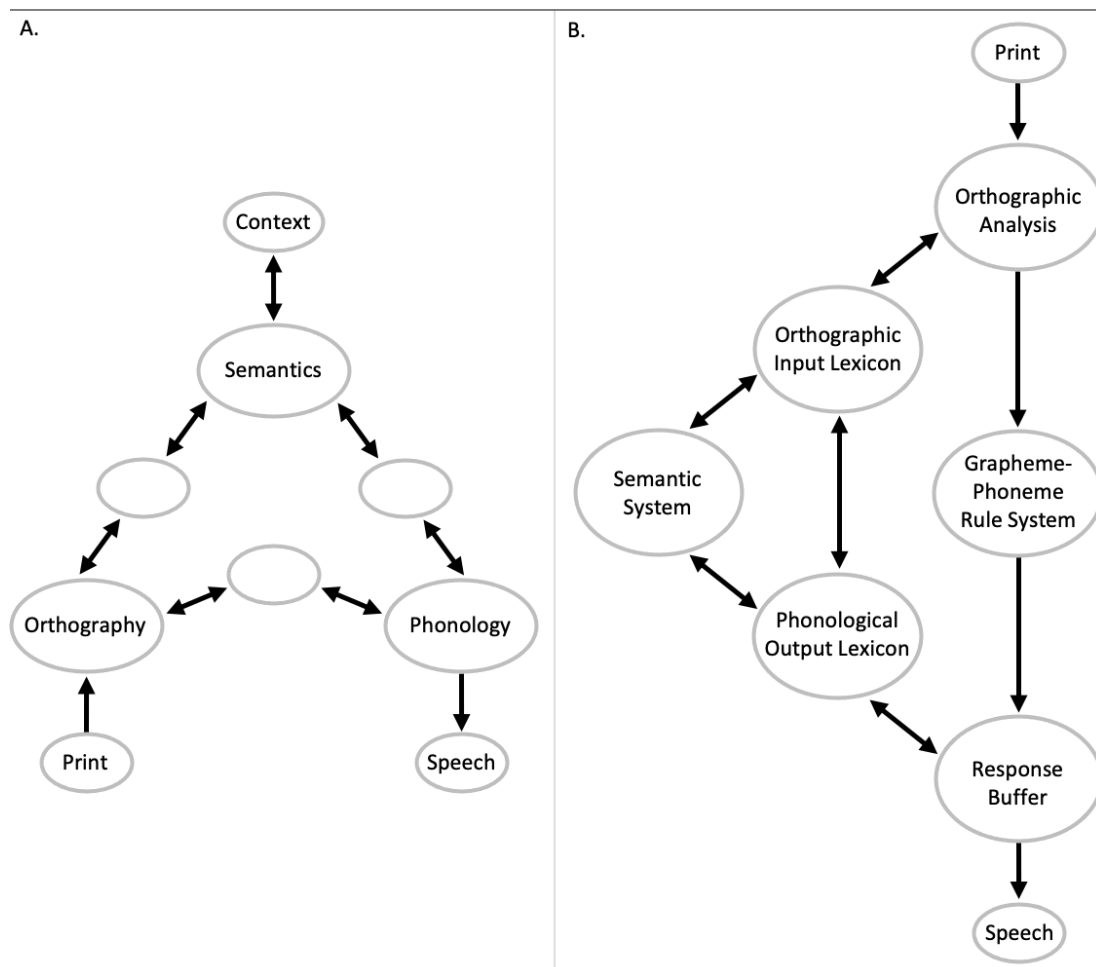 A.
Context
Semantics
Orthography
Phonology
Print
Speech
B.
Print
Orthographic
Analysis
Orthographic
Input Lexicon
Semantic
System
Grapheme-
Phoneme
Rule System
Phonological
Output Lexicon
Response
Buffer
Speech